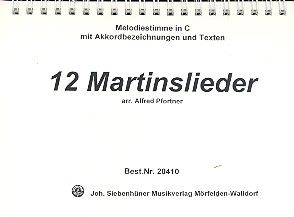 Melodiestimme in C
mit Akkordbezeichnungen und Texten
12 Martinslieder
arr. Alfred Pfortner
Best.Nr. 20410
Joh. Siebenhüner Musikverlag Mörfelden-Walldorf